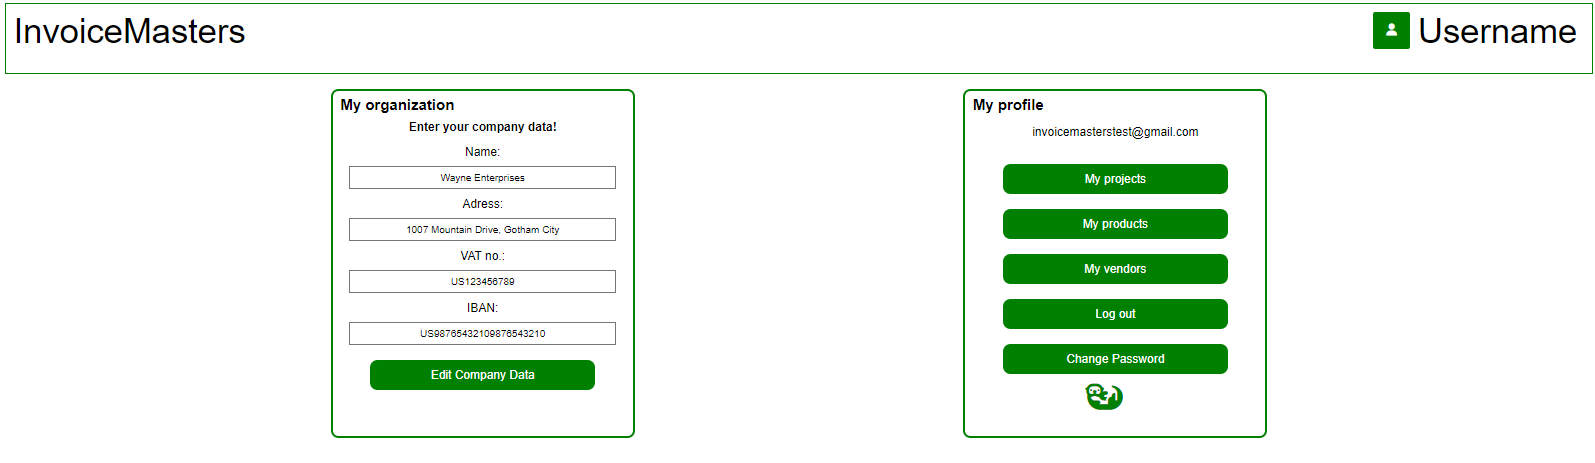 InvoiceMasters
Username
My organization
Enter your company data!
Name:
Wayne Enterprises
Adress:
1007 Mountain Drive, Gotham City
VAT no.:
US123456789
IBAN:
US98765432109876543210
Edit Company Data
My profile
invoicemasterstest@gmail.com
My projects
My products
My vendors
Log out
Change Password